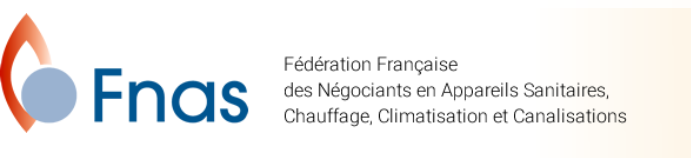 Fnas
Fédération Française
des Négociants en Appareils Sanitaires,
Chauffage, Climatisation et Canalisations